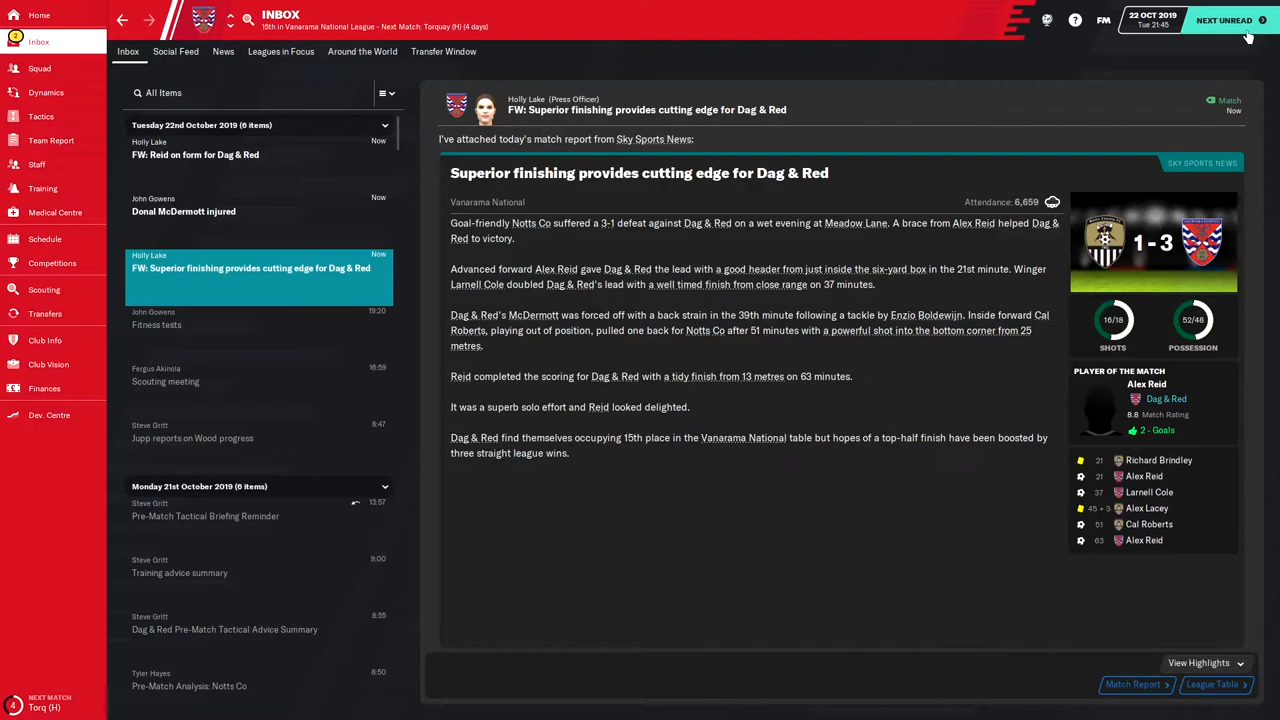 Home
INBOX
15th in Vanarama National League - Next Match: Torquay (H) (4 days)
FM
22 OCT 2019
Tue 21:45
NEXT UNREAD
2
Inbox
Squad
Dynamics
Tactics
Team Report
Staff
Training
Medical Centre
Schedule
Competitions
Scouting
Transfers
Club Info
Club Vision
Finances
Dev. Centre
4
NEXT MATCH
Torq (H)
Inbox
Social Feed
News
Leagues in Focus
Around the World
Transfer Window
All Items
Tuesday 22nd October 2019 (6 items)
Holly Lake
Now
FW: Reid on form for Dag & Red
John Gowens
Now
Donal McDermott injured
Holly Lake
Now
FW: Superior finishing provides cutting edge for Dag & Red
John Gowens
19:20
Fitness tests
Fergus Akinola
16:59
Scouting meeting
Steve Gritt
8:47
Jupp reports on Wood progress
Monday 21st October 2019 (6 items)
Steve Gritt
13:57
Pre-Match Tactical Briefing Reminder
Steve Gritt
9:00
Training advice summary
Steve Gritt
8:55
Dag & Red Pre-Match Tactical Advice Summary
Tyler Hayes
8:50
Pre-Match Analysis: Notts Co
Holly Lake (Press Officer)
FW: Superior finishing provides cutting edge for Dag & Red
Match
Now
I've attached today's match report from Sky Sports News:
SKY SPORTS NEWS
Superior finishing provides cutting edge for Dag & Red
Vanarama National
Attendance: 6,659
Goal-friendly Notts Co suffered a 3-1 defeat against Dag & Red on a wet evening at Meadow Lane. A brace from Alex Reid helped Dag &
Red to victory.
Advanced forward Alex Reid gave Dag & Red the lead with a good header from just inside the six-yard box in the 21st minute. Winger
Larnell Cole doubled Dag & Red's lead with a well timed finish from close range on 37 minutes.
Dag & Red's McDermott was forced off with a back strain in the 39th minute following a tackle by Enzio Boldewijn. Inside forward Cal
Roberts, playing out of position, pulled one back for Notts Co after 51 minutes with a powerful shot into the bottom corner from 25
metres.
Reid completed the scoring for Dag & Red with a tidy finish from 13 metres on 63 minutes.
It was a superb solo effort and Reid looked delighted.
Dag & Red find themselves occupying 15th place in the Vanarama National table but hopes of a top-half finish have been boosted by
three straight league wins.
1 - 3
16/18
SHOTS
52/48
POSSESSION
PLAYER OF THE MATCH
Alex Reid
Dag & Red
8.8 Match Rating
2 - Goals
21 Richard Brindley
21 Alex Reid
37 Larnell Cole
45 + 3 Alex Lacey
51 Cal Roberts
63 Alex Reid
View Highlights
Match Report
League Table